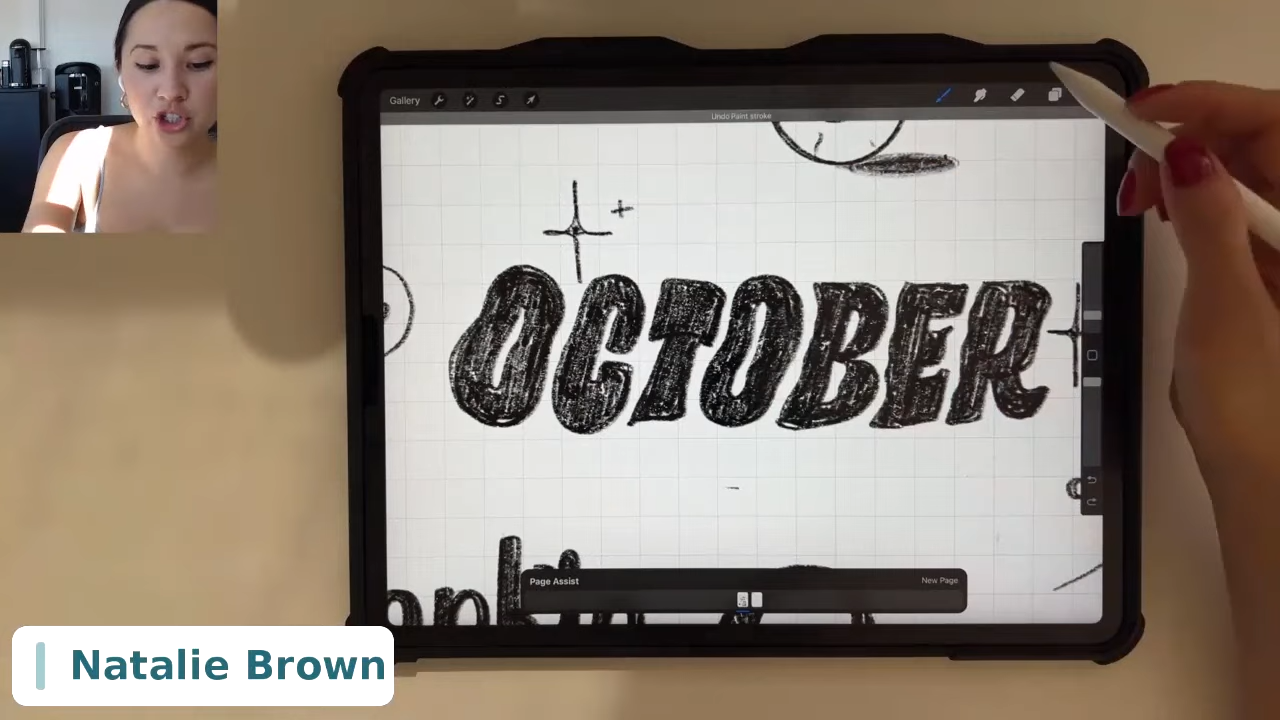 Gallery
Undo Paint stroke
OCTOBER
Page Assist
New Page
Natalie Brown